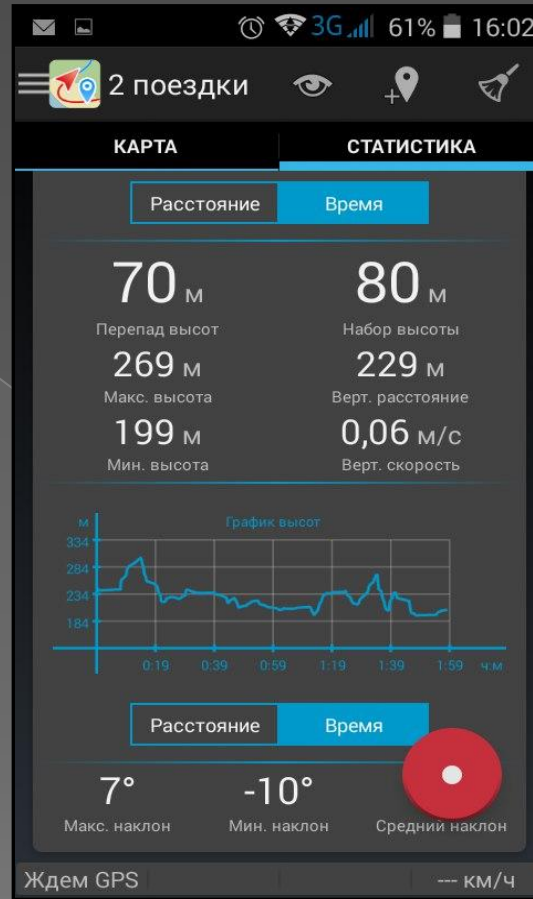 3G 61% 16:02
2 поездки
КАРТА СТАТИСТИКА
Расстояние Время
70 м 80 м
Перепад высот Набор высоты
269 м 229 м
Макс. высота Верт. расстояние
199 м 0,06 м/с
Мин. высота Верт. скорость
м График высот
334
284
234
184
0:19 0:39 0:59 1:19 1:39 1:59 ч:м
Расстояние Время
7° -10°
Макс. наклон Мин. наклон Средний наклон
Ждем GPS --- км/ч